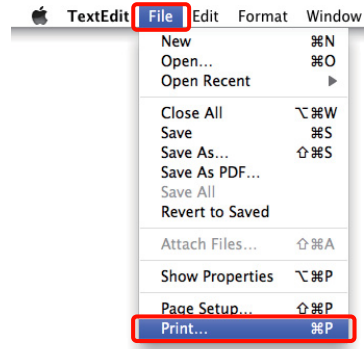 TextEdit File Edit Format Window
New ⌘N
Open... ⌘O
Open Recent ▶
Close All ⌥⌘W
Save ⌘S
Save As... ⇧⌘S
Save As PDF...
Save All
Revert to Saved
Attach Files... ⇧⌘A
Show Properties ⌥⌘P
Page Setup... ⇧⌘P
Print... ⌘P